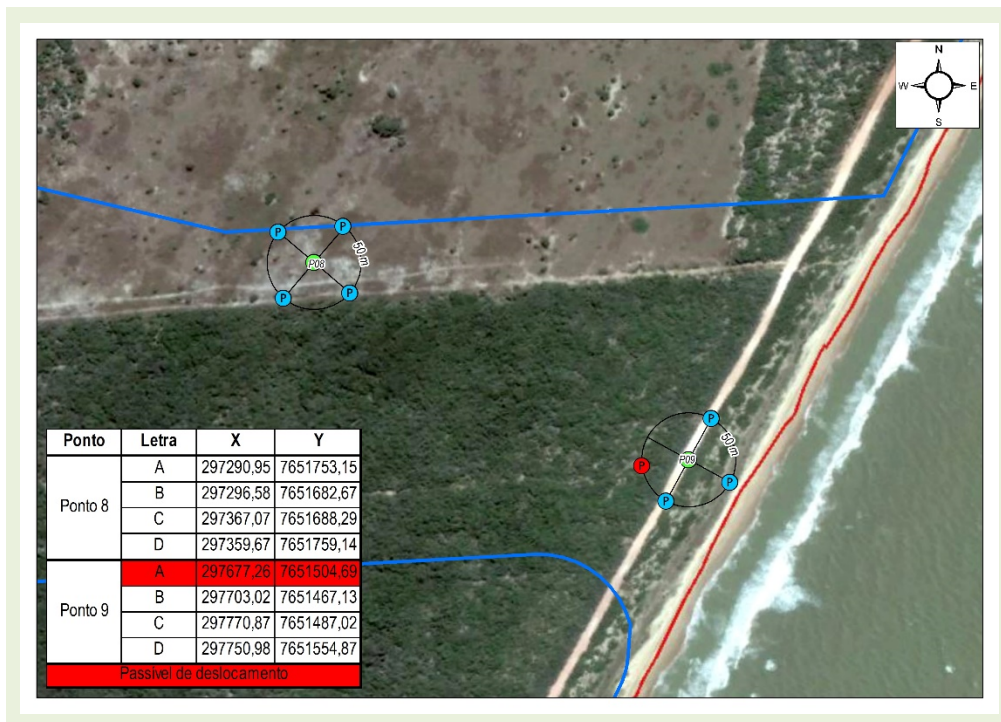 N
W E
S
P P
50 m
P08
P P
P
50 m
P09
P
P
P
Ponto Letra X Y
Ponto 8
A 297290,95 7651753,15
B 297296,58 7651682,67
C 297367,07 7651688,29
D 297359,67 7651759,14
Ponto 9
A 297677,26 7651504,69
B 297703,02 7651467,13
C 297770,87 7651487,02
D 297750,98 7651554,87
Passivel de deslocamento